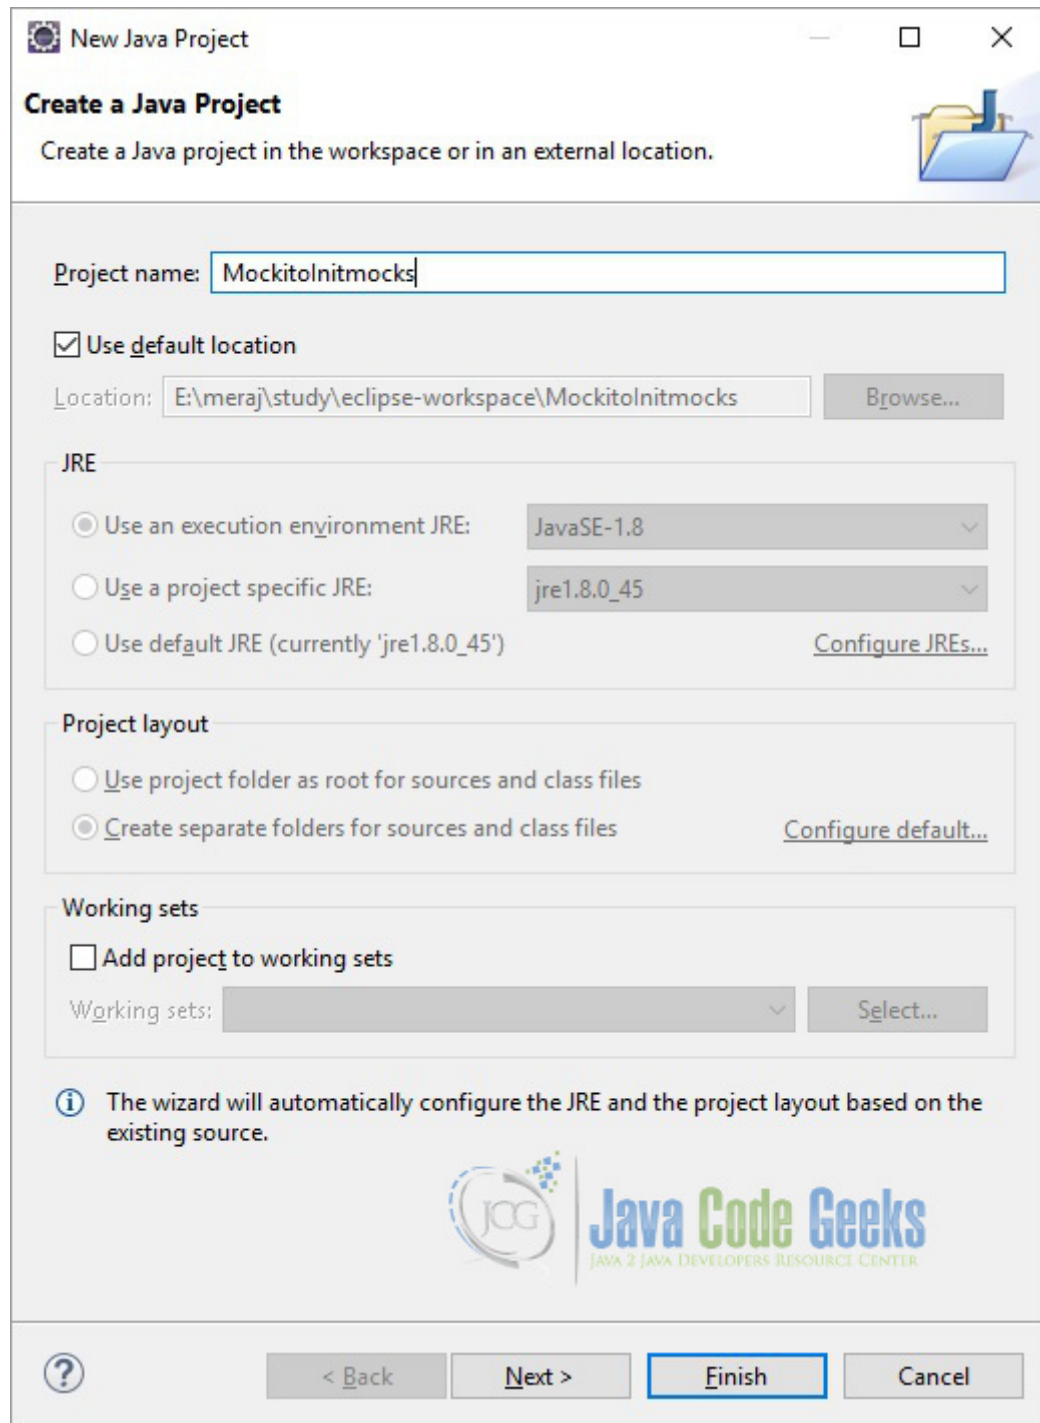 New Java Project
Create a Java Project
Create a Java project in the workspace or in an external location.
Project name: MockitoInitmocks
Use default location
Location: E:\meraj\study\eclipse-workspace\MockitoInitmocks Browse...
JRE
Use an execution environment JRE: JavaSE-1.8
Use a project specific JRE: jre1.8.0_45
Use default JRE (currently 'jre1.8.0_45') Configure JREs...
Project layout
Use project folder as root for sources and class files
Create separate folders for sources and class files Configure default...
Working sets
Add project to working sets
Working sets: Select...
The wizard will automatically configure the JRE and the project layout based on the
existing source.
JCG Java Code Geeks
JAVA 2 JAVA DEVELOPERS RESOURCE CENTER
? < Back Next > Finish Cancel